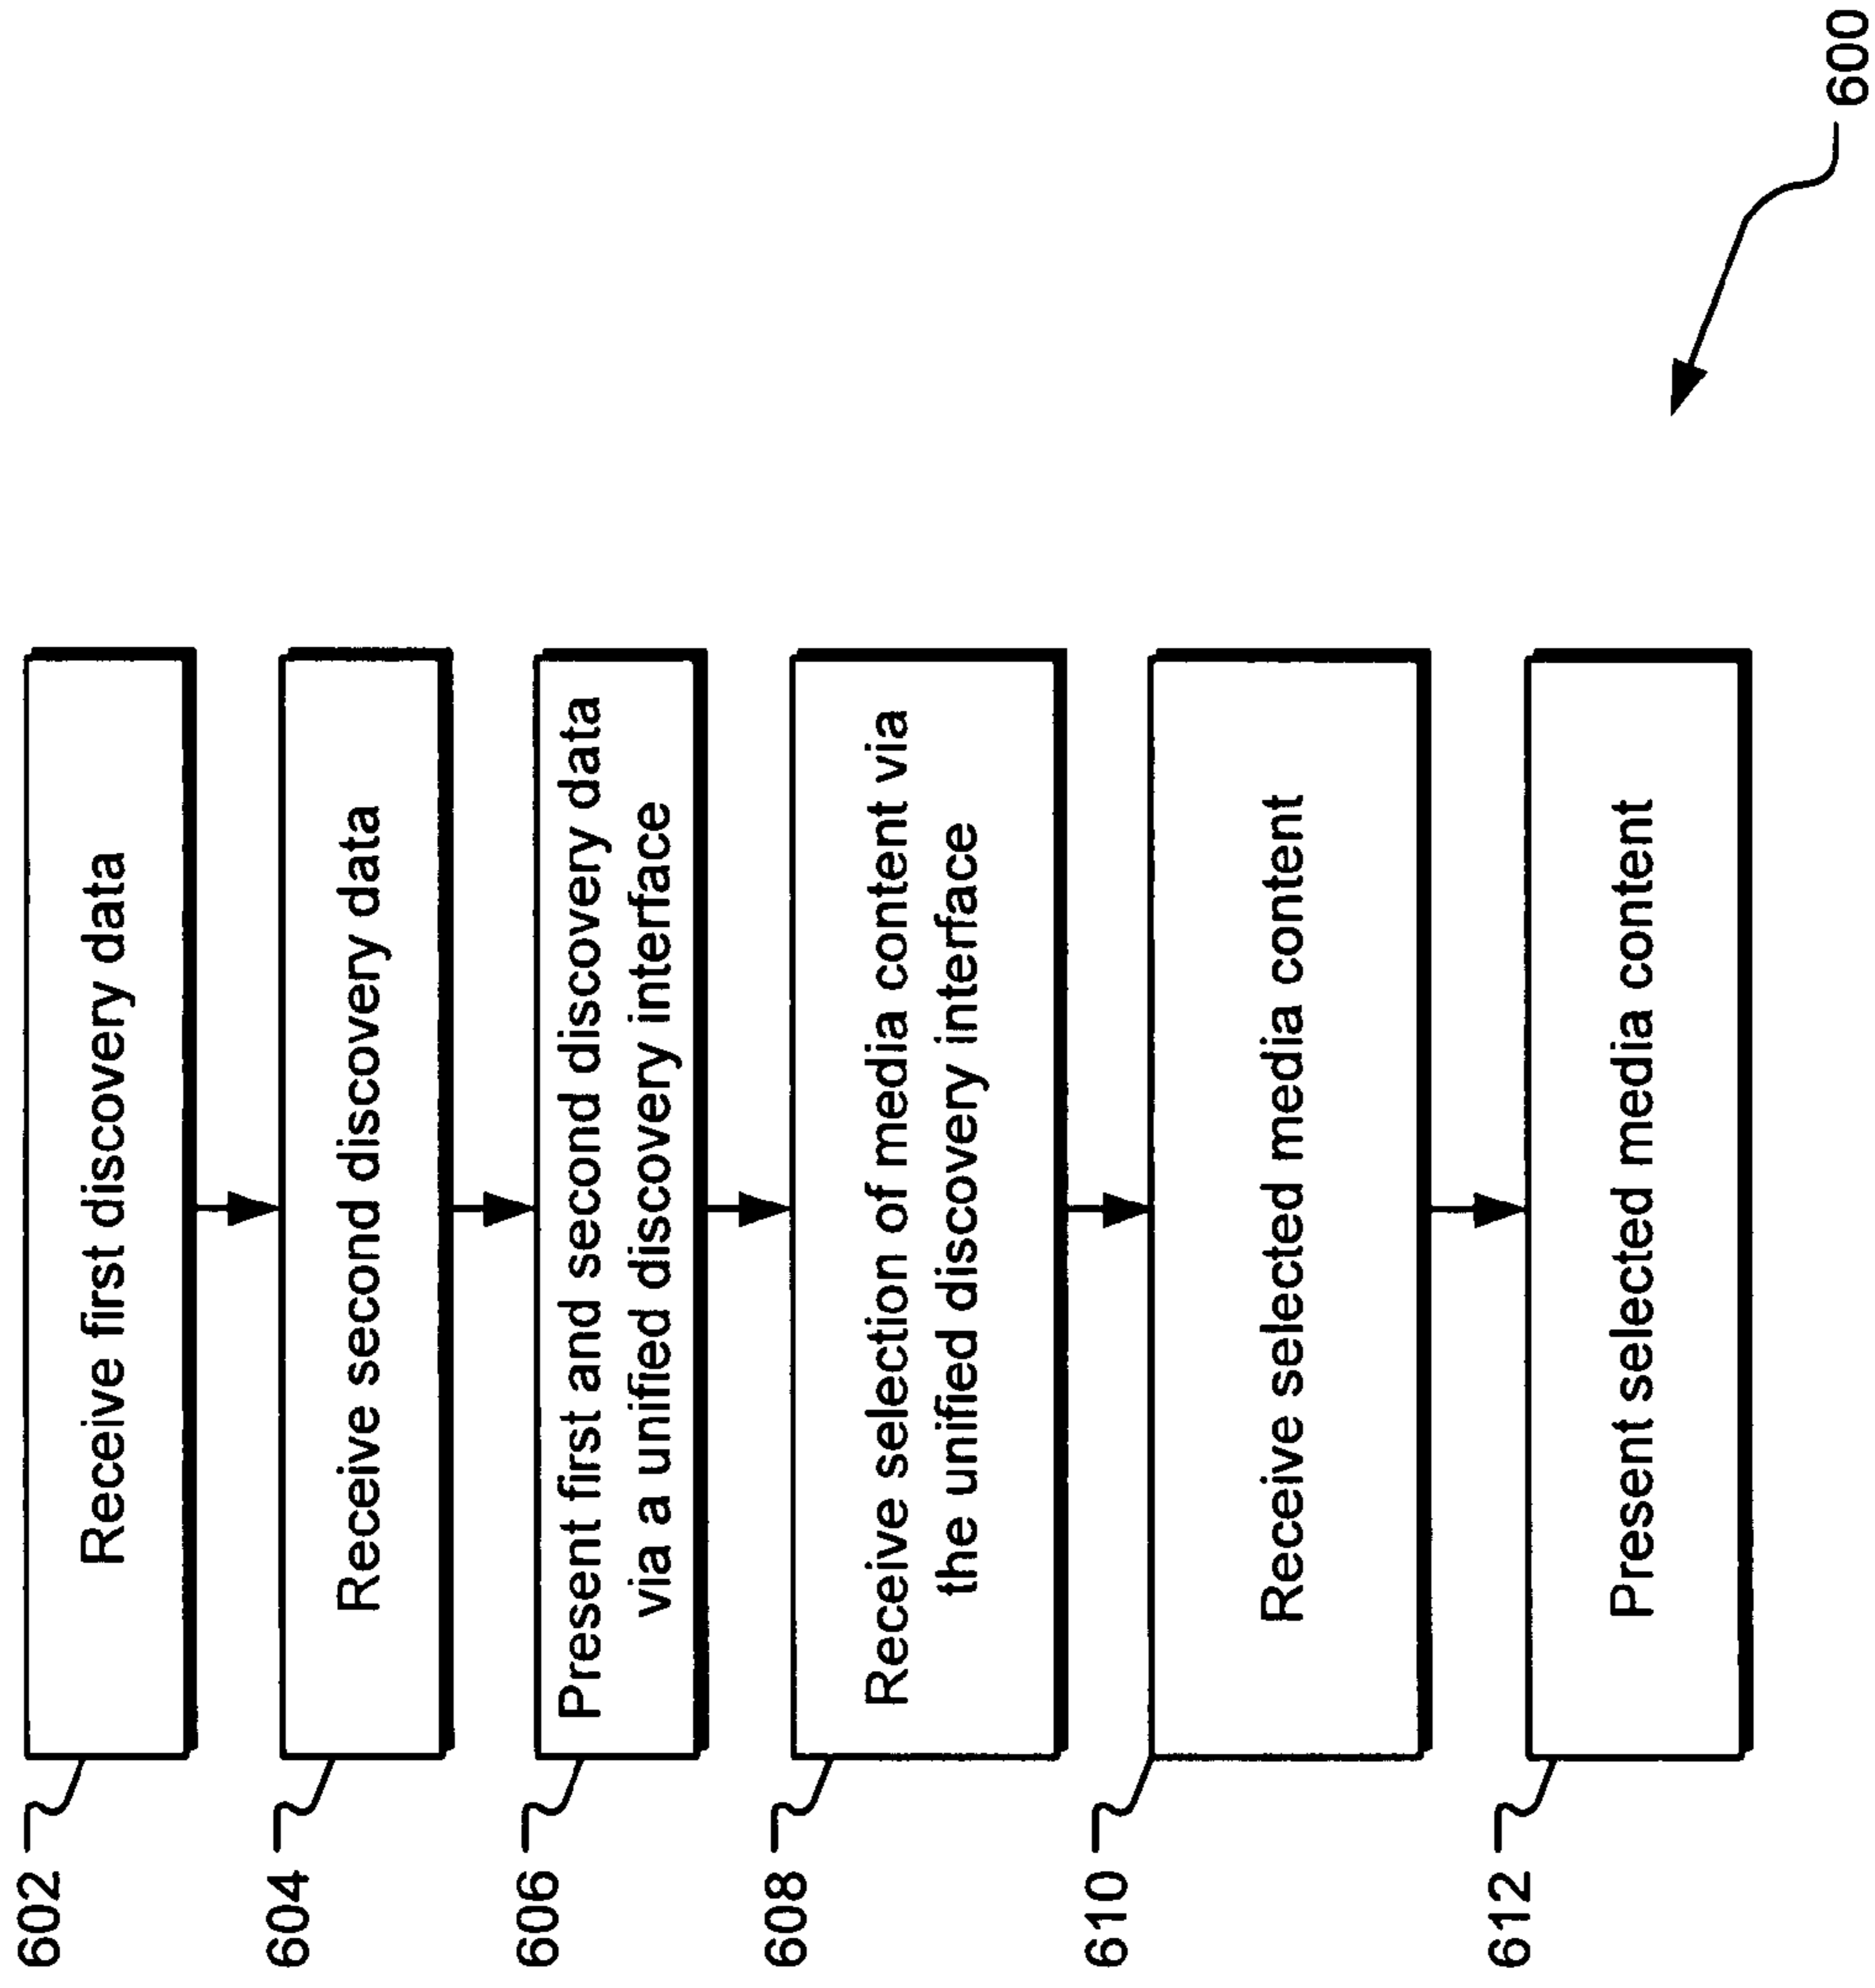 602
Receive first discovery data
604
Receive second discovery data
606
Present first and second discovery data
via a unified discovery interface
608
Receive selection of media content via
the unified discovery interface
610
Receive selected media content
612
Present selected media content
600